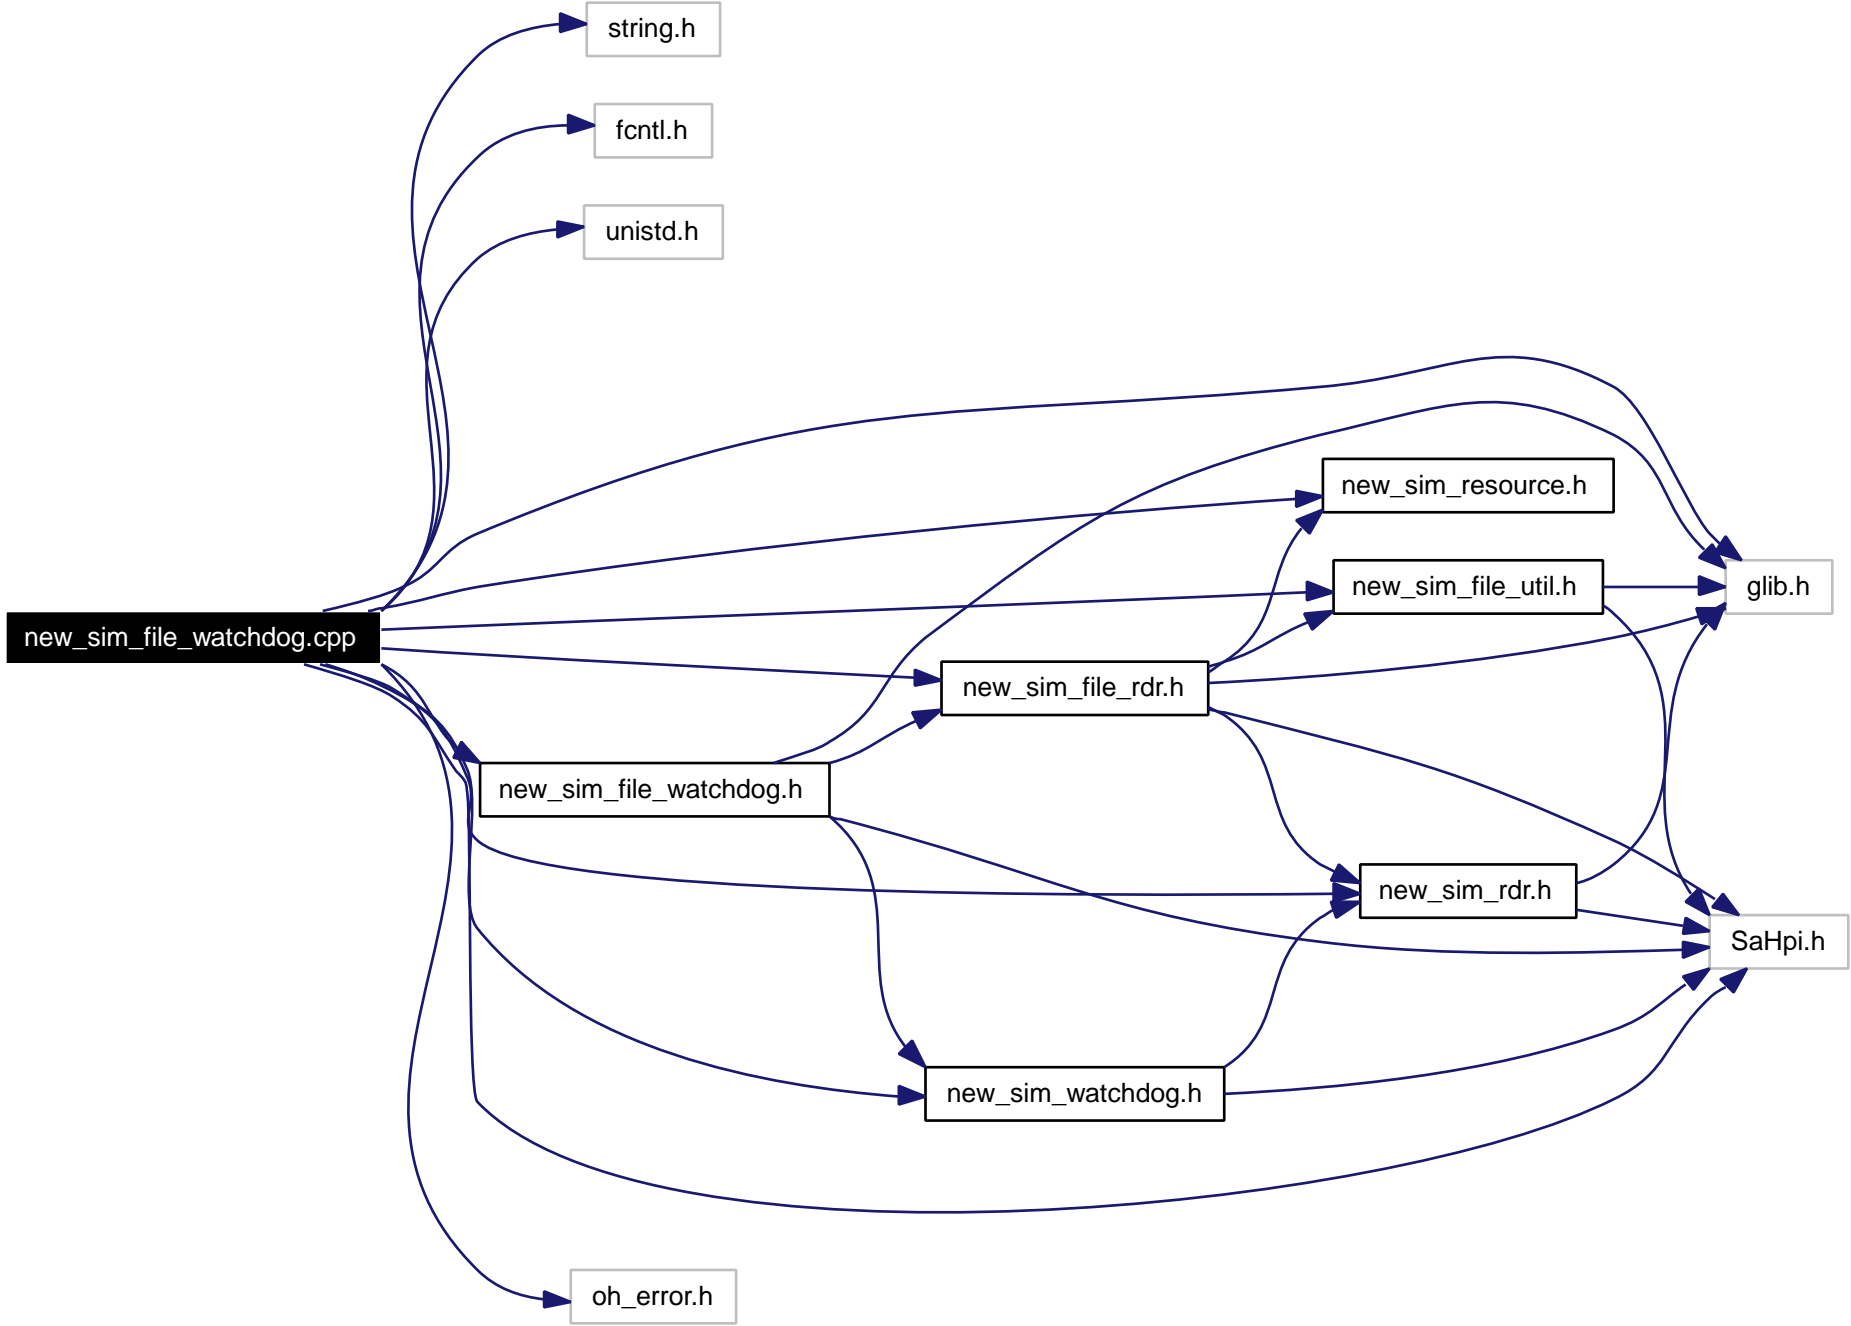 string.h
fcntl.h
unistd.h
new_sim_resource.h
new_sim_file_util.h
glib.h
new_sim_file_watchdog.cpp
new_sim_file_rdr.h
new_sim_file_watchdog.h
new_sim_rdr.h
SaHpi.h
new_sim_watchdog.h
oh_error.h